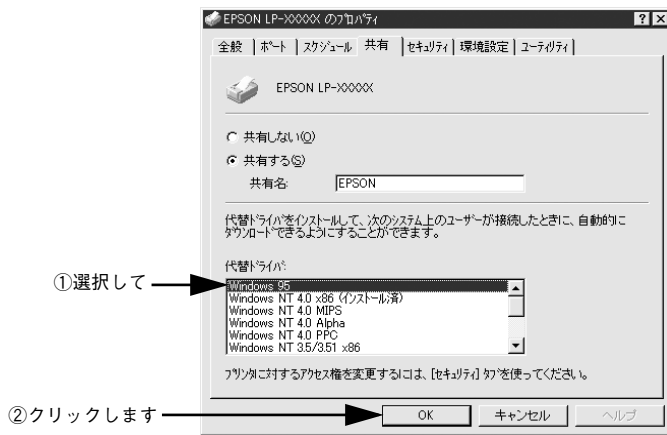 EPSON LP-XXXXX のプロパティ
全般 ポート スケジュール 共有 セキュリティ 環境設定 ユーティリティ
EPSON LP-XXXXX
共有しない(O)
共有する(S)
共有名: EPSON
代替ドライバをインストールして、次のシステム上のユーザーが接続したときに、自動的に
ダウンロードできるようにすることができます。
代替ドライバ:
①選択して
Windows 95
Windows NT 4.0 x86 (インストール済)
Windows NT 4.0 MIPS
Windows NT 4.0 Alpha
Windows NT 4.0 PPC
Windows NT 3.5/3.51 x86
プリンタに対するアクセス権を変更するには、[セキュリティ] タブを使ってください。
②クリックします
OK キャンセル ヘルプ